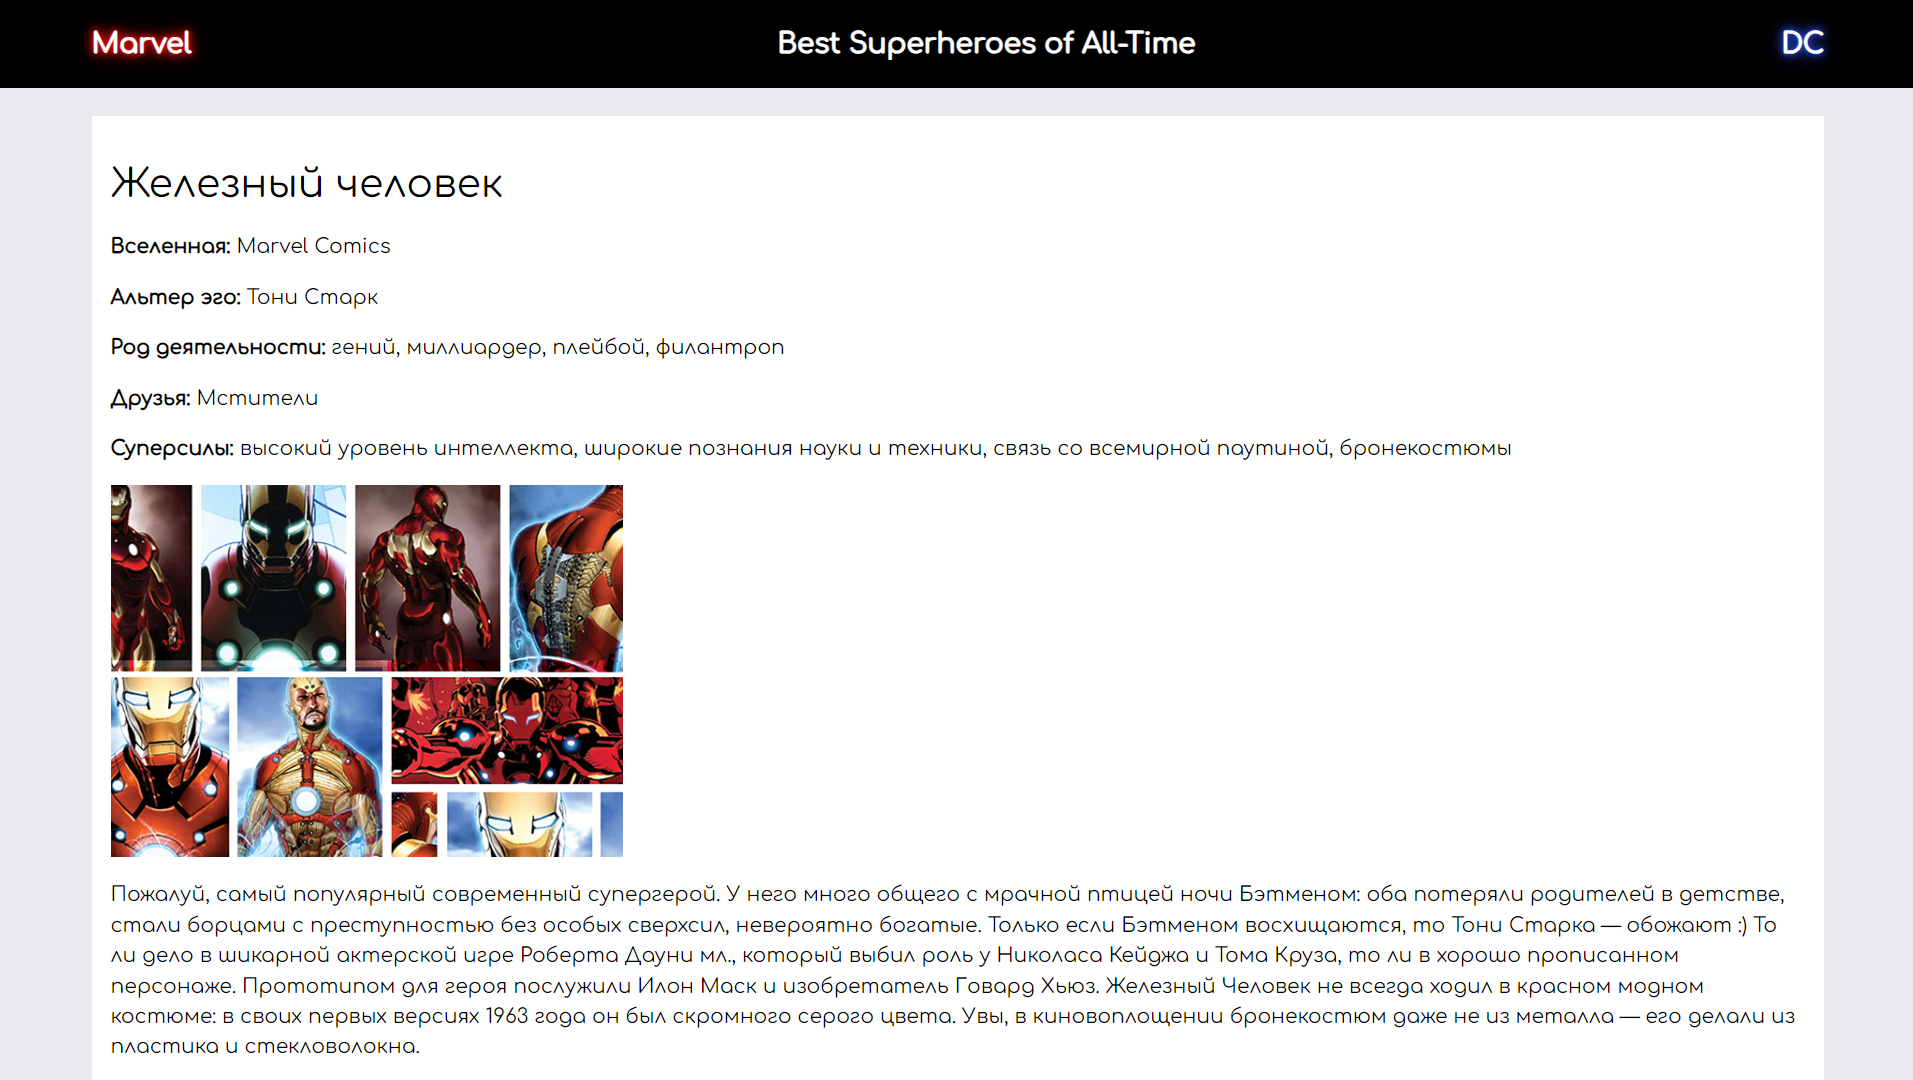 Marvel
Best Superheroes of All-Time
DC
Железный человек
Вселенная: Marvel Comics
Альтер эго: Тони Старк
Род деятельности: гений, миллиардер, плейбой, филантроп
Друзья: Мстители
Суперсилы: высокий уровень интеллекта, широкие познания науки и техники, связь со всемирной паутиной, бронекостюмы
Пожалуй, самый популярный современный супергерой. У него много общего с мрачной птицей ночи Бэтменом: оба потеряли родителей в детстве,
стали борцами с преступностью без особых сверхсил, невероятно богатые. Только если Бэтменом восхищаются, то Тони Старка — обожают :) То
ли дело в шикарной актерской игре Роберта Дауни мл., который выбил роль у Николаса Кейджа и Тома Круза, то ли в хорошо прописанном
персонаже. Прототипом для героя послужили Илон Маск и изобретатель Говард Хьюз. Железный Человек не всегда ходил в красном модном
костюме: в своих первых версиях 1963 года он был скромного серого цвета. Увы, в киновоплощении бронекостюм даже не из металла — его делали из
пластика и стекловолокна.